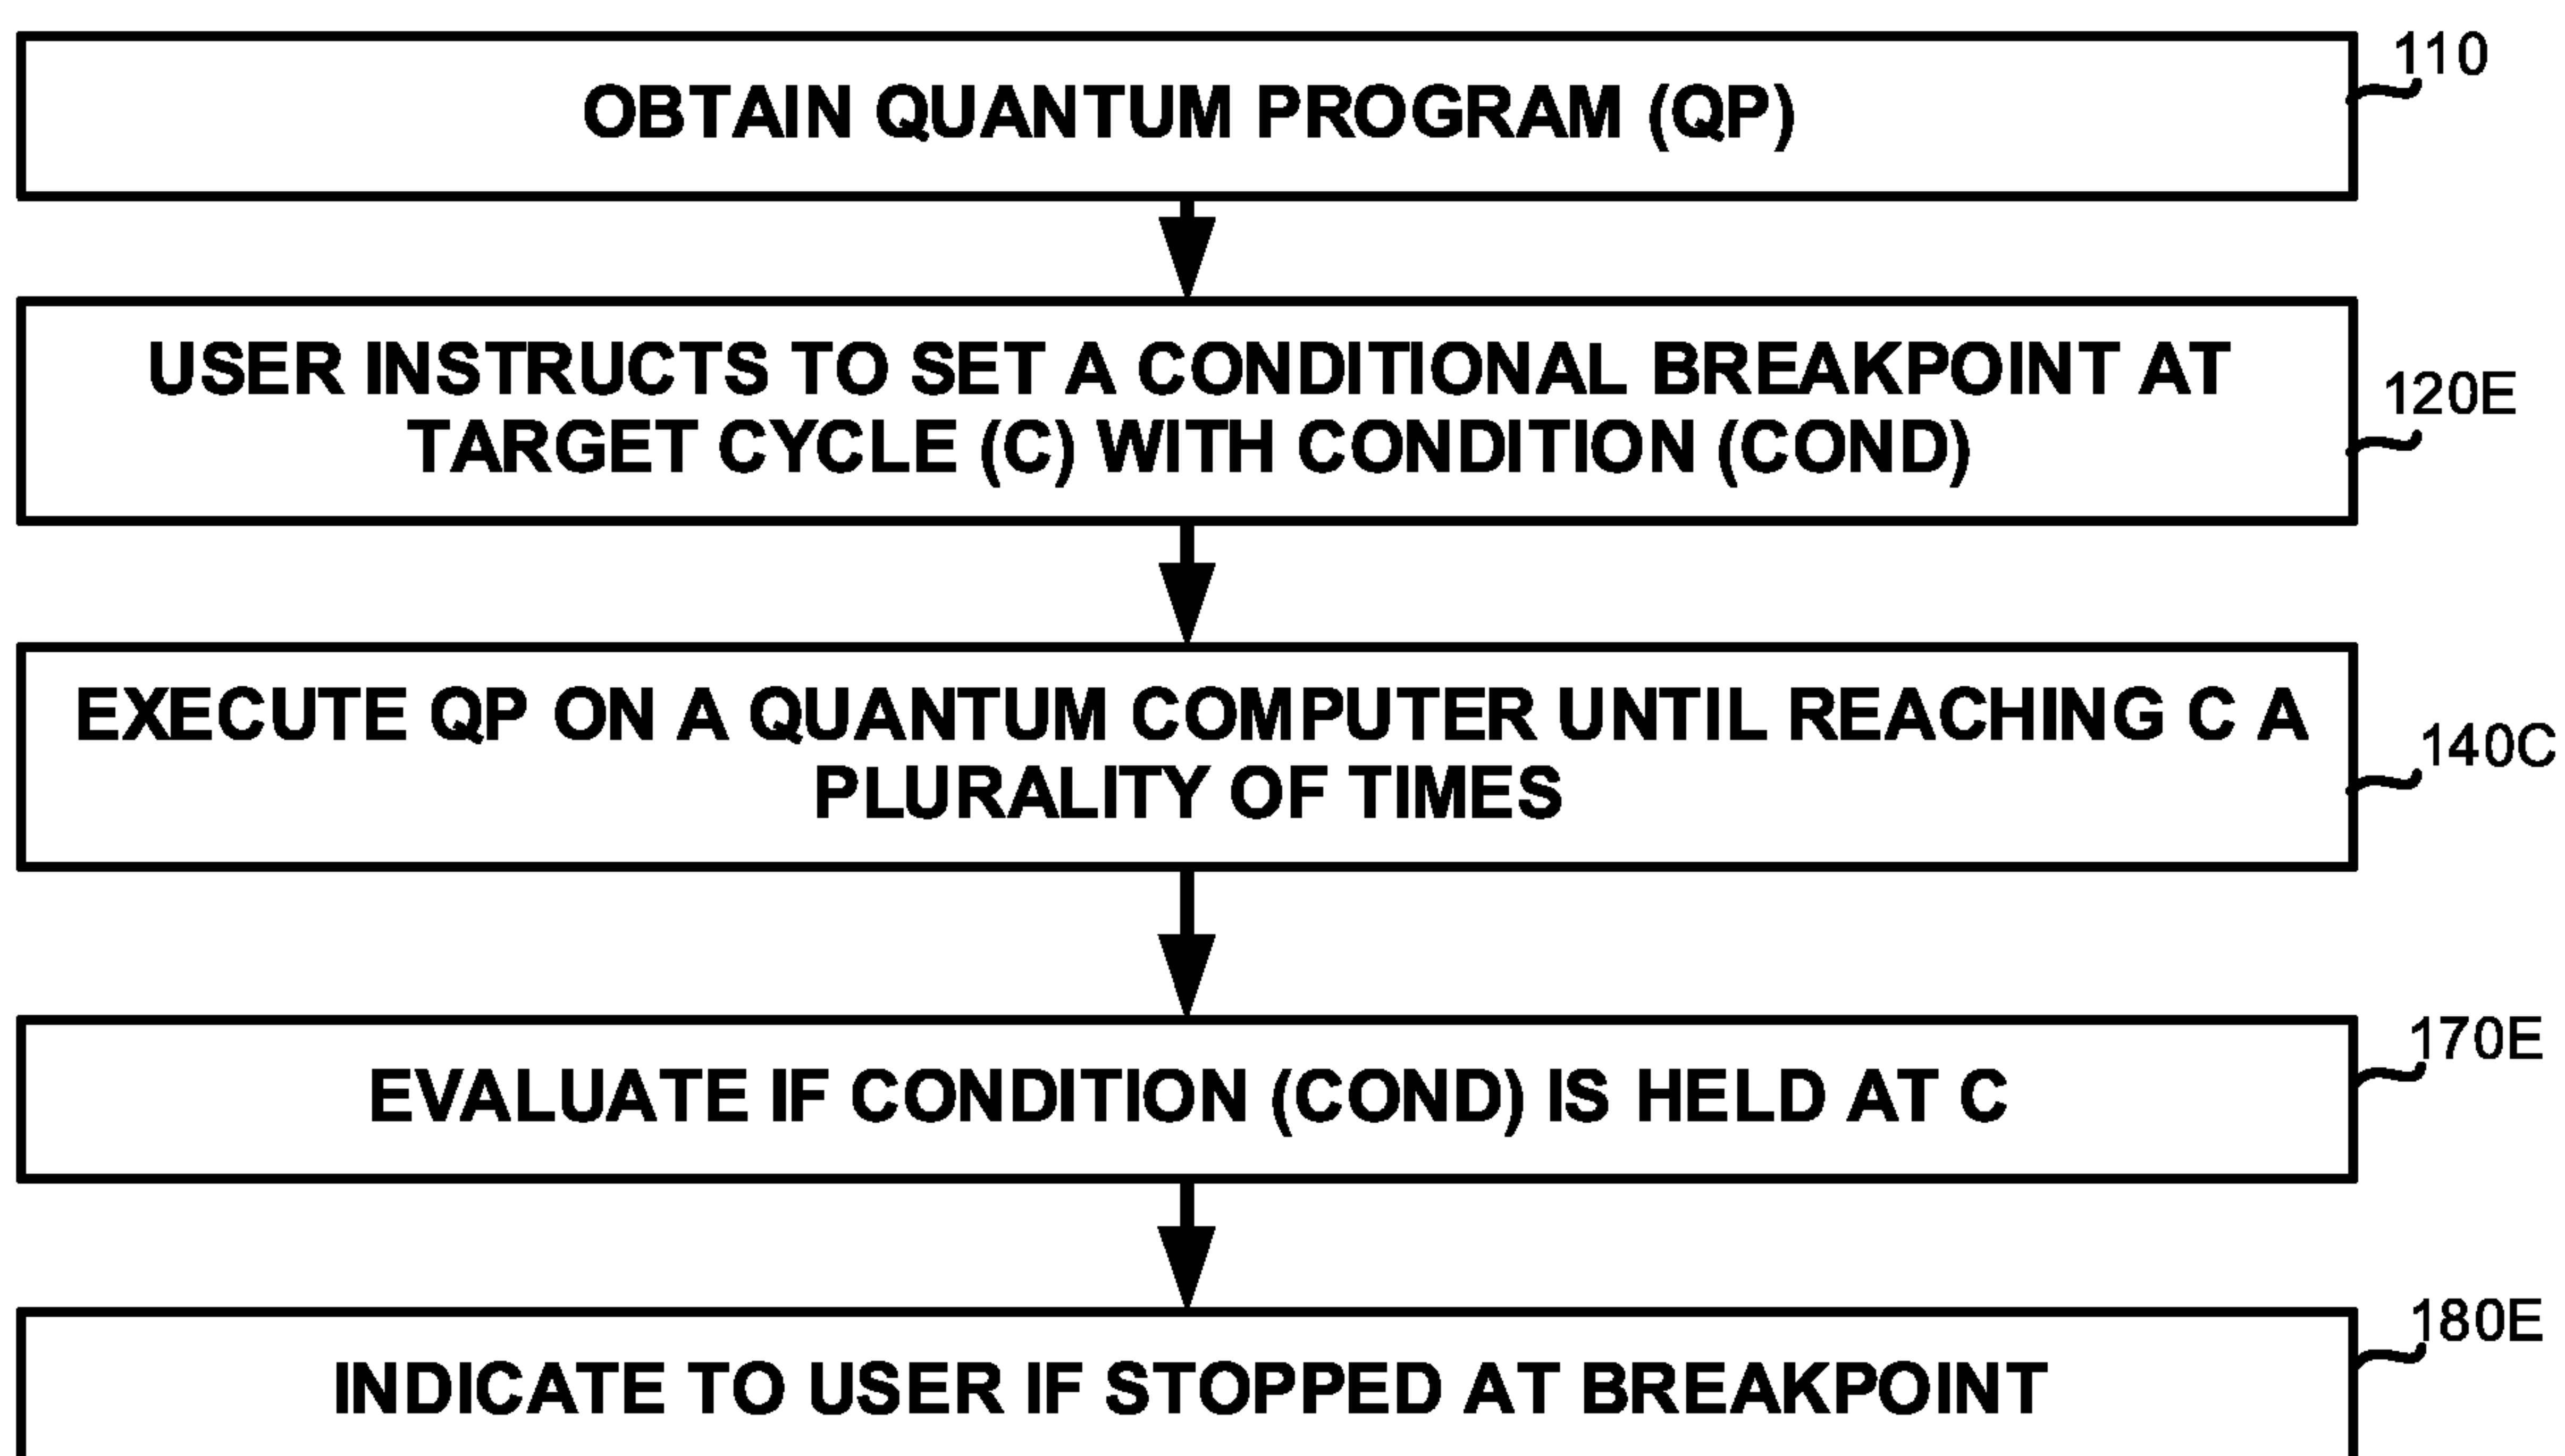 110
OBTAIN QUANTUM PROGRAM (QP)
USER INSTRUCTS TO SET A CONDITIONAL BREAKPOINT AT
TARGET CYCLE (C) WITH CONDITION (COND)
120E
EXECUTE QP ON A QUANTUM COMPUTER UNTIL REACHING C A
PLURALITY OF TIMES
140C
170E
EVALUATE IF CONDITION (COND) IS HELD AT C
180E
INDICATE TO USER IF STOPPED AT BREAKPOINT